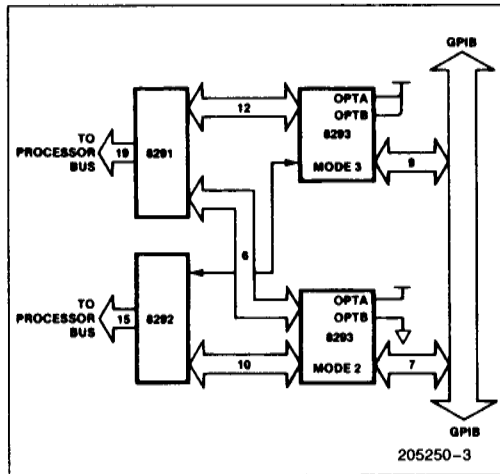 GPIB
12
OPTA
OPTB
8293
MODE 3
TO
PROCESSOR
BUS
19
8291
9
6
TO
PROCESSOR
BUS
15
8292
OPTA
OPTB
8293
MODE 2
10
7
GPIB
205250-3